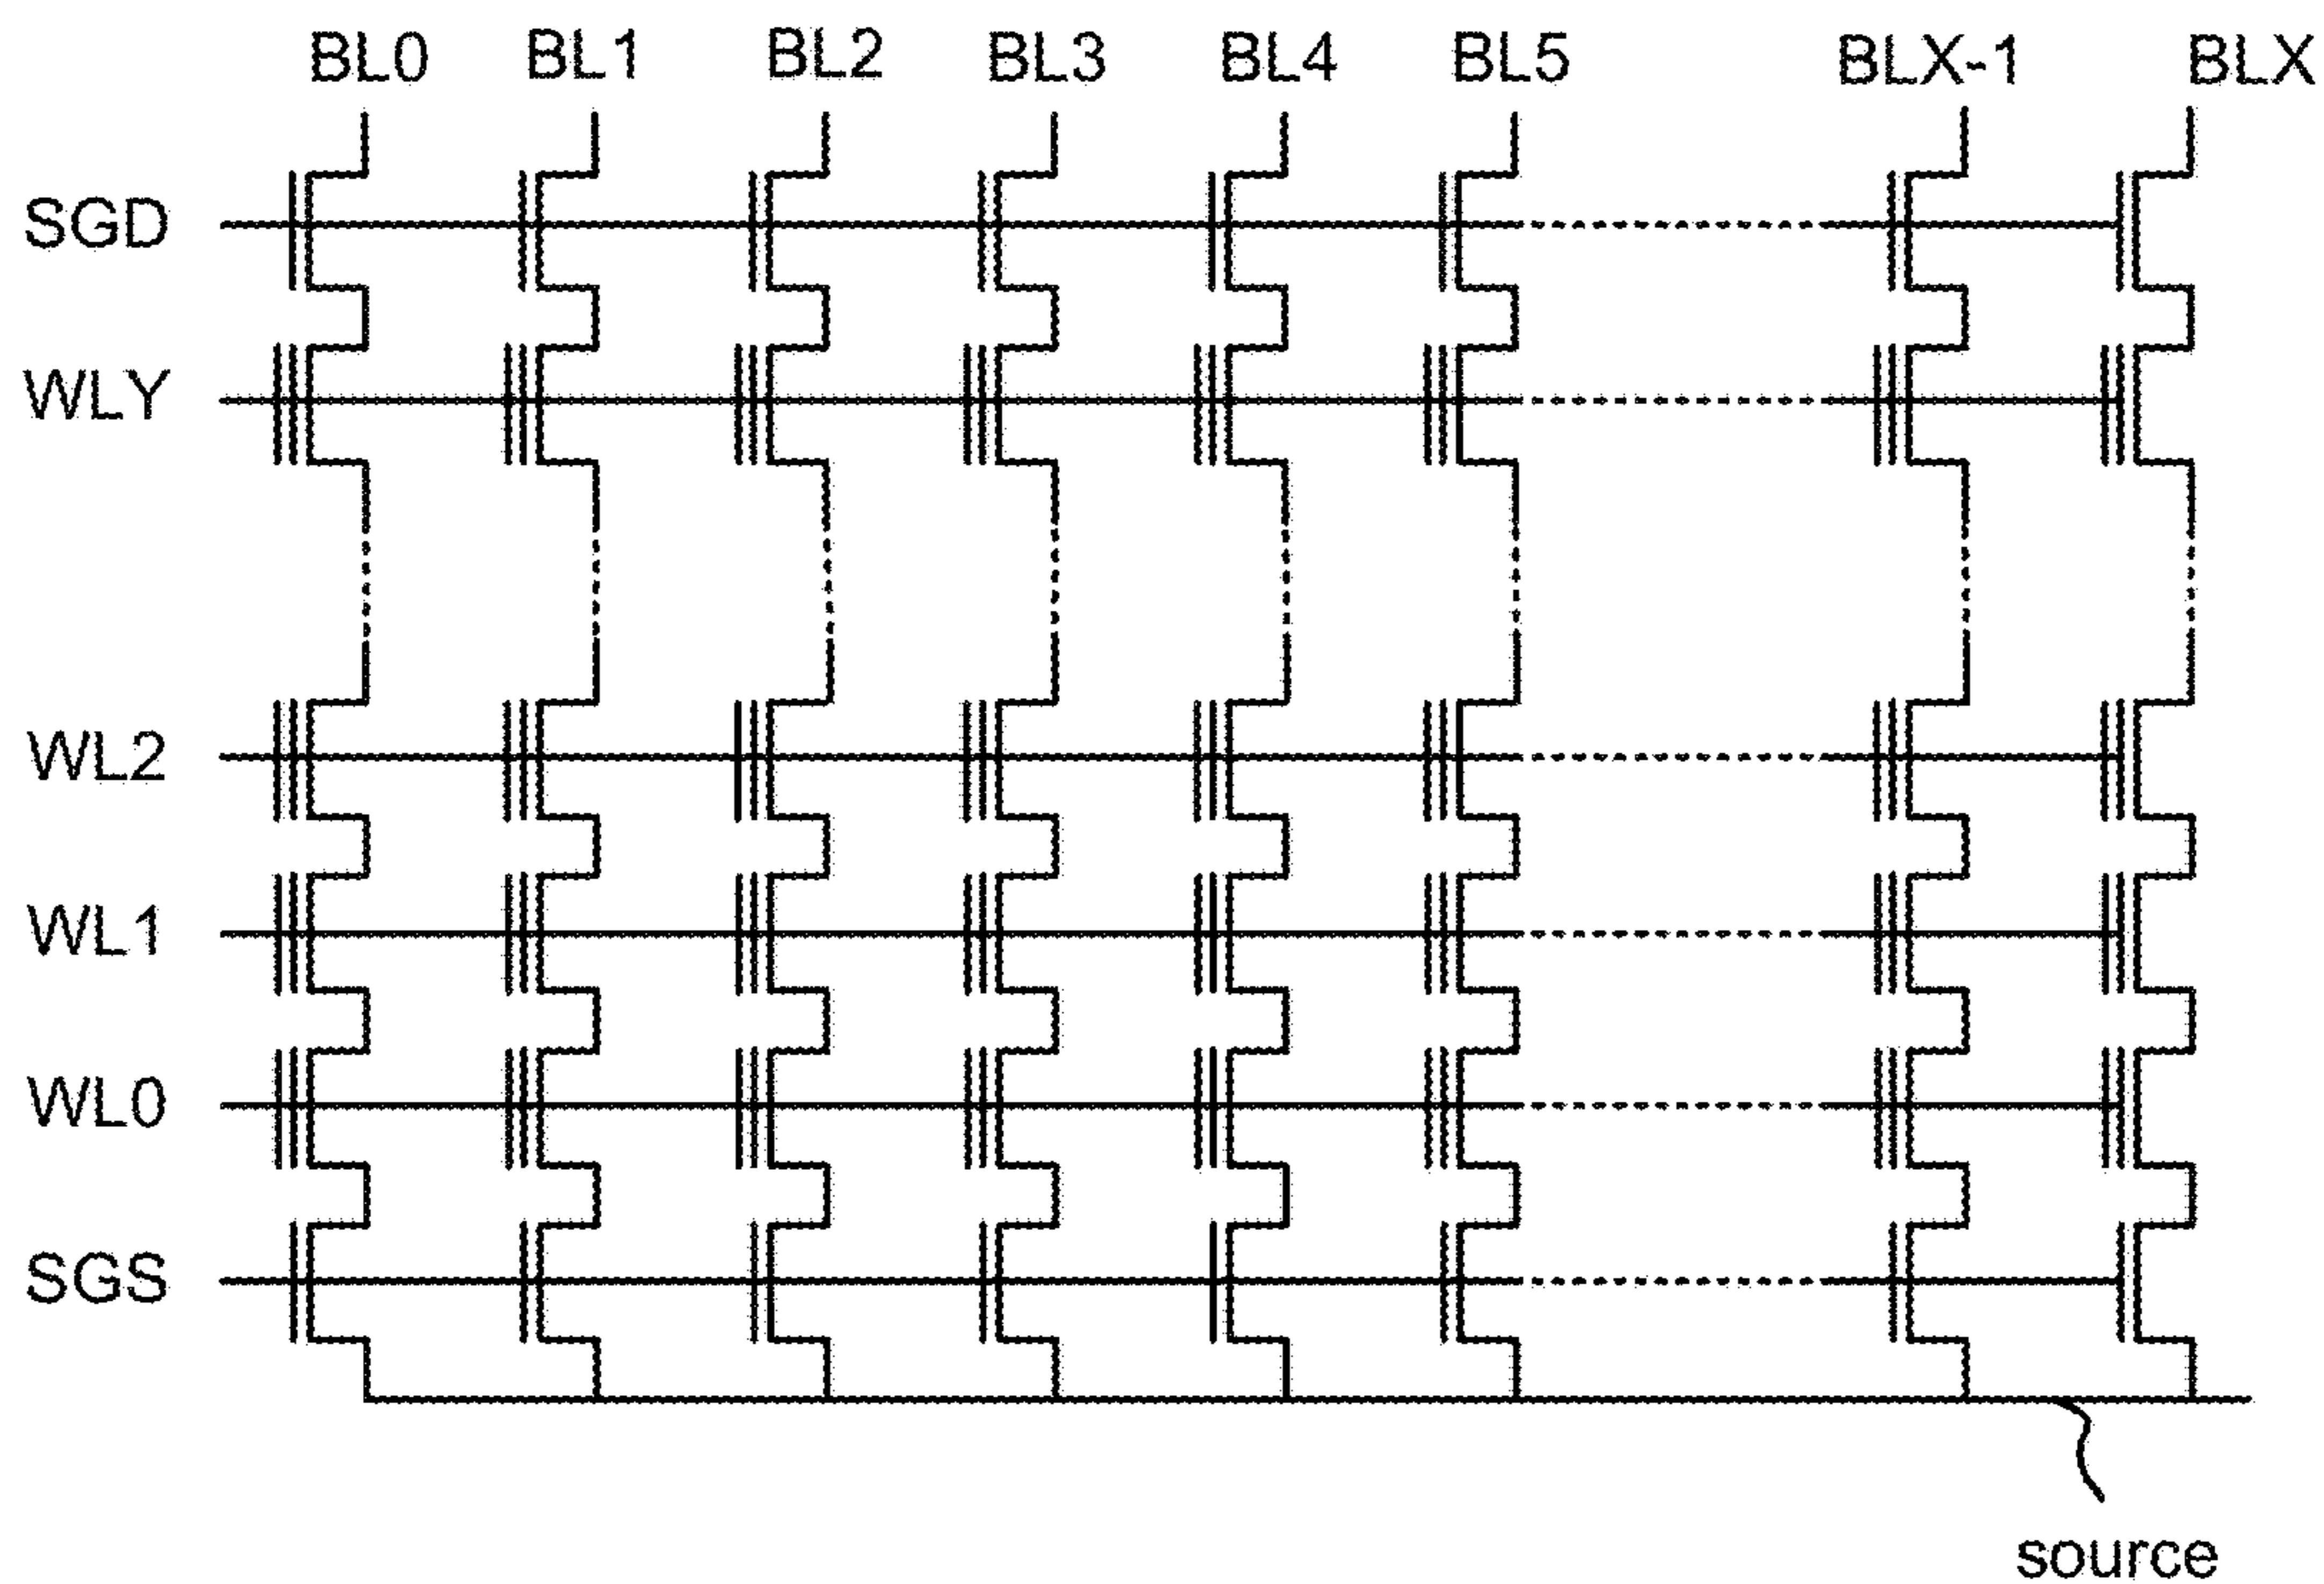 BL0 BL1 BL2 BL3 BL4 BL5 BLX-1 BLX
SGD
WLY
WL2
WL1
WL0
SGS
source